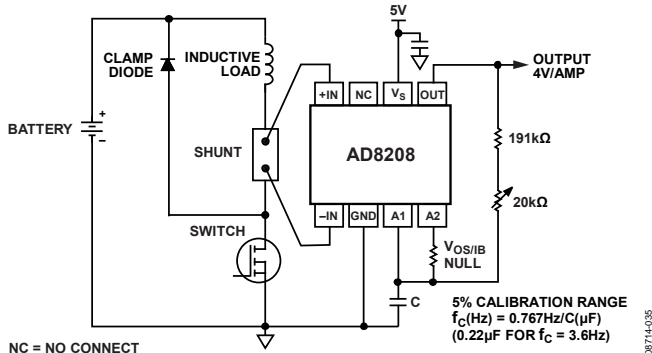 5V
OUTPUT
4V/AMP
CLAMP
DIODE
INDUCTIVE
LOAD
+IN
NC
VS
OUT
BATTERY
+
–
SHUNT
AD8208
191kΩ
20kΩ
–IN
GND
A1
A2
SWITCH
VOS/IB
NULL
C
5% CALIBRATION RANGE
fC(Hz) = 0.767Hz/C(µF)
(0.22µF FOR fC = 3.6Hz)
NC = NO CONNECT
08714-035